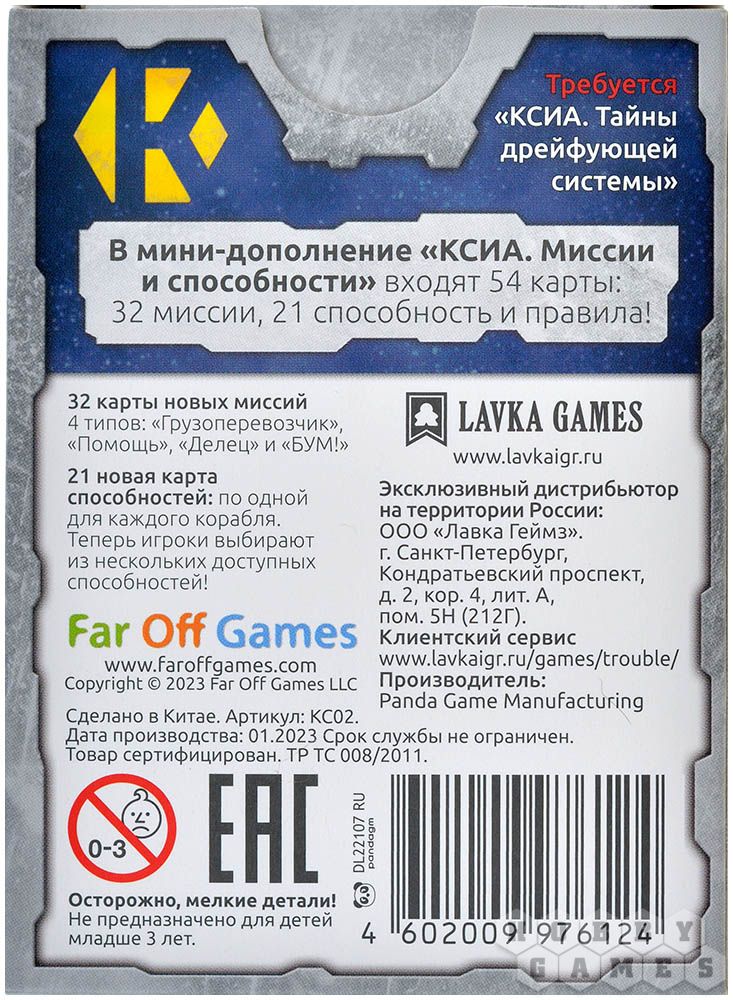 Требуется
«КСИА. Тайны
дрейфующей
системы»
В мини-дополнение «КСИА. Миссии
и способности» входят 54 карты:
32 миссии, 21 способность и правила!
32 карты новых миссий
4 типов: «Грузоперевозчик»,
«Помощь», «Делец» и «БУМ!»
21 новая карта
способностей: по одной
для каждого корабля.
Теперь игроки выбирают
из нескольких доступных
способностей!
Far Off Games
www.faroffgames.com
Copyright © 2023 Far Off Games LLC
LAVKA GAMES
www.lavkaigr.ru
Эксклюзивный дистрибьютор
на территории России:
ООО «Лавка Геймз».
г. Санкт-Петербург,
Кондратьевский проспект,
д. 2, кор. 4, лит. А,
пом. 5Н (212Г).
Клиентский сервис
www.lavkaigr.ru/games/trouble/
Производитель:
Panda Game Manufacturing
Сделано в Китае. Артикул: КС02.
Дата производства: 01.2023 Срок службы не ограничен.
Товар сертифицирован. ТР ТС 008/2011.
0-3
EAC
DL22107 RU
pandagm
Осторожно, мелкие детали!
Не предназначено для детей
младше 3 лет.
4 602009 976124
HOBBY
GAMES